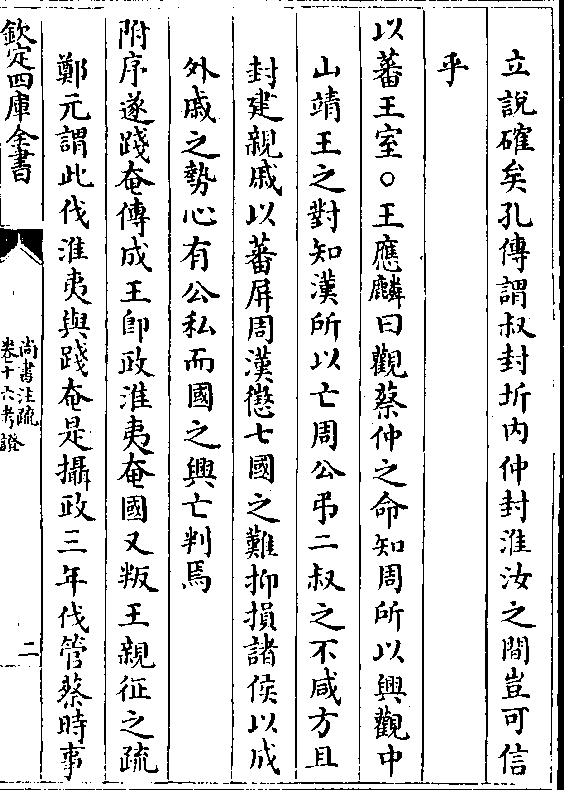 立說確矣孔傳謂叔封圻内仲封淮汝之間豈可信
乎
以蕃王室○王應麟曰觀蔡仲之命知周所以興觀中
山靖王之對知漢所以亡周公弔二叔之不咸方且
封建親戚以蕃屏周漢懲七國之難抑損諸侯以成
外戚之勢心有公私而國之興亡判焉
附序遂踐奄傳成王卽政淮夷奄國又叛王親征之疏
鄭元謂此伐淮夷與踐奄是攝政三年伐管蔡時事
欽定四庫全書
尚書注疏
卷十六考證
二